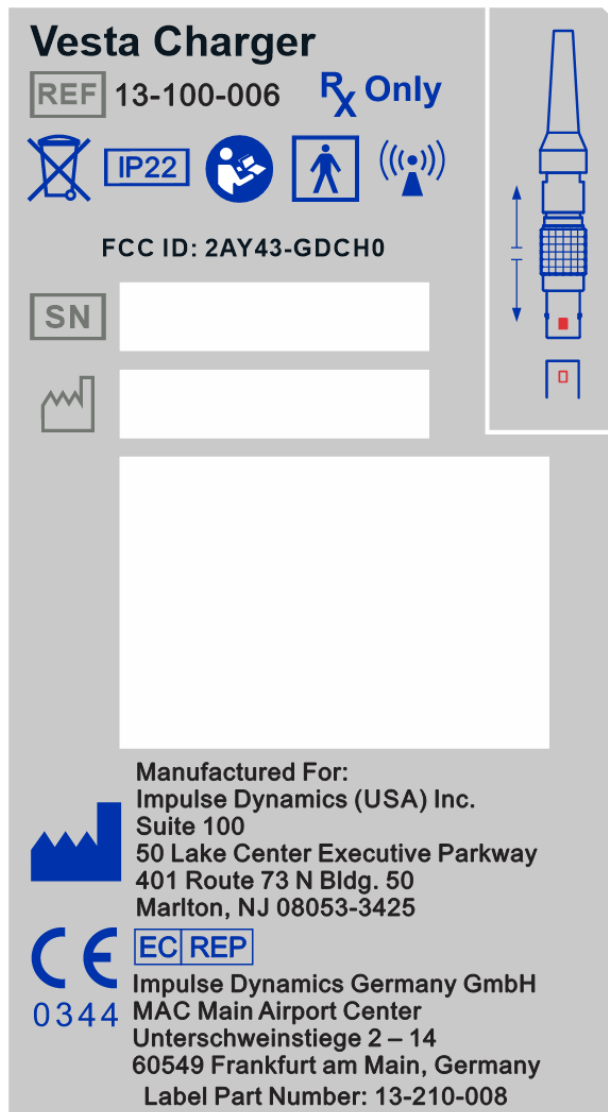 Vesta Charger
REF 13-100-006 Rx Only
IP22
FCC ID: 2AY43-GDCH0
SN
Manufactured For:
Impulse Dynamics (USA) Inc.
Suite 100
50 Lake Center Executive Parkway
401 Route 73 N Bldg. 50
Marlton, NJ 08053-3425
CE EC REP
0344
Impulse Dynamics Germany GmbH
MAC Main Airport Center
Unterschweinstiege 2 – 14
60549 Frankfurt am Main, Germany
Label Part Number: 13-210-008